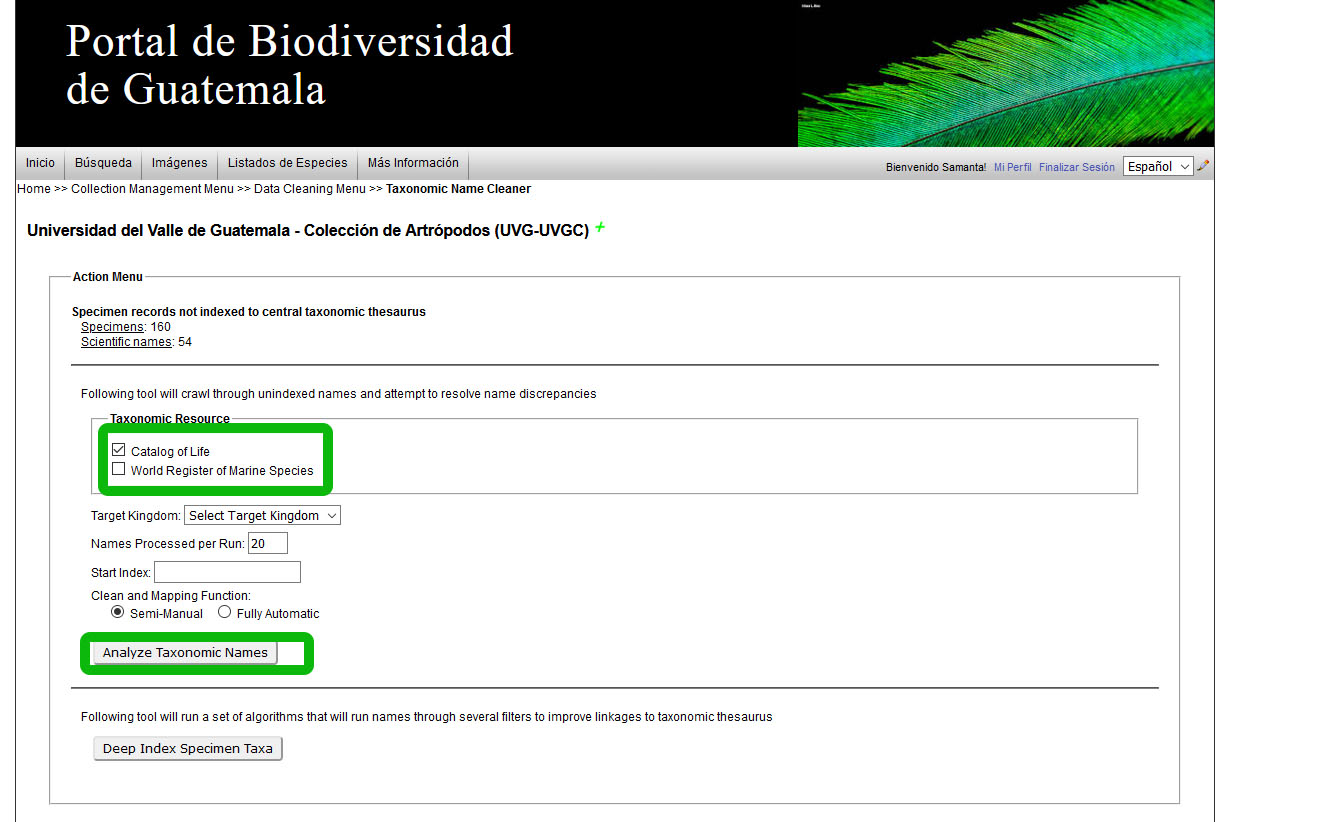 Portal de Biodiversidad
de Guatemala
Inicio Búsqueda Imágenes Listados de Especies Más Información Bienvenido Samanta! Mi Perfil Finalizar Sesión Español
Home >> Collection Management Menu >> Data Cleaning Menu >> Taxonomic Name Cleaner
Universidad del Valle de Guatemala - Colección de Artrópodos (UVG-UVGC) +
Action Menu
Specimen records not indexed to central taxonomic thesaurus
Specimens: 160
Scientific names: 54
Following tool will crawl through unindexed names and attempt to resolve name discrepancies
Taxonomic Resource
Catalog of Life
World Register of Marine Species
Target Kingdom: Select Target Kingdom
Names Processed per Run: 20
Start Index:
Clean and Mapping Function:
Semi-Manual Fully Automatic
Analyze Taxonomic Names
Following tool will run a set of algorithms that will run names through several filters to improve linkages to taxonomic thesaurus
Deep Index Specimen Taxa